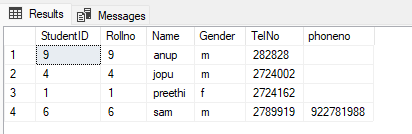 Results Messages
StudentID Rollno Name Gender TelNo phoneno
1 9 9 anup m 282828
2 4 4 jopu m 2724002
3 1 1 preethi f 2724162
4 6 6 sam m 2789919 922781988